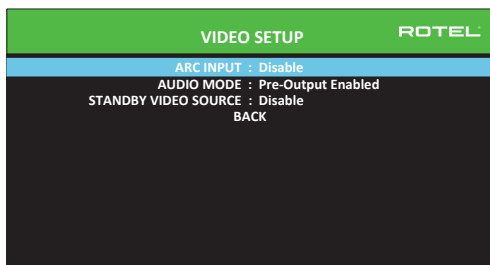 VIDEO SETUP
ROTEL
ARC INPUT : Disable
AUDIO MODE : Pre-Output Enabled
STANDBY VIDEO SOURCE : Disable
BACK